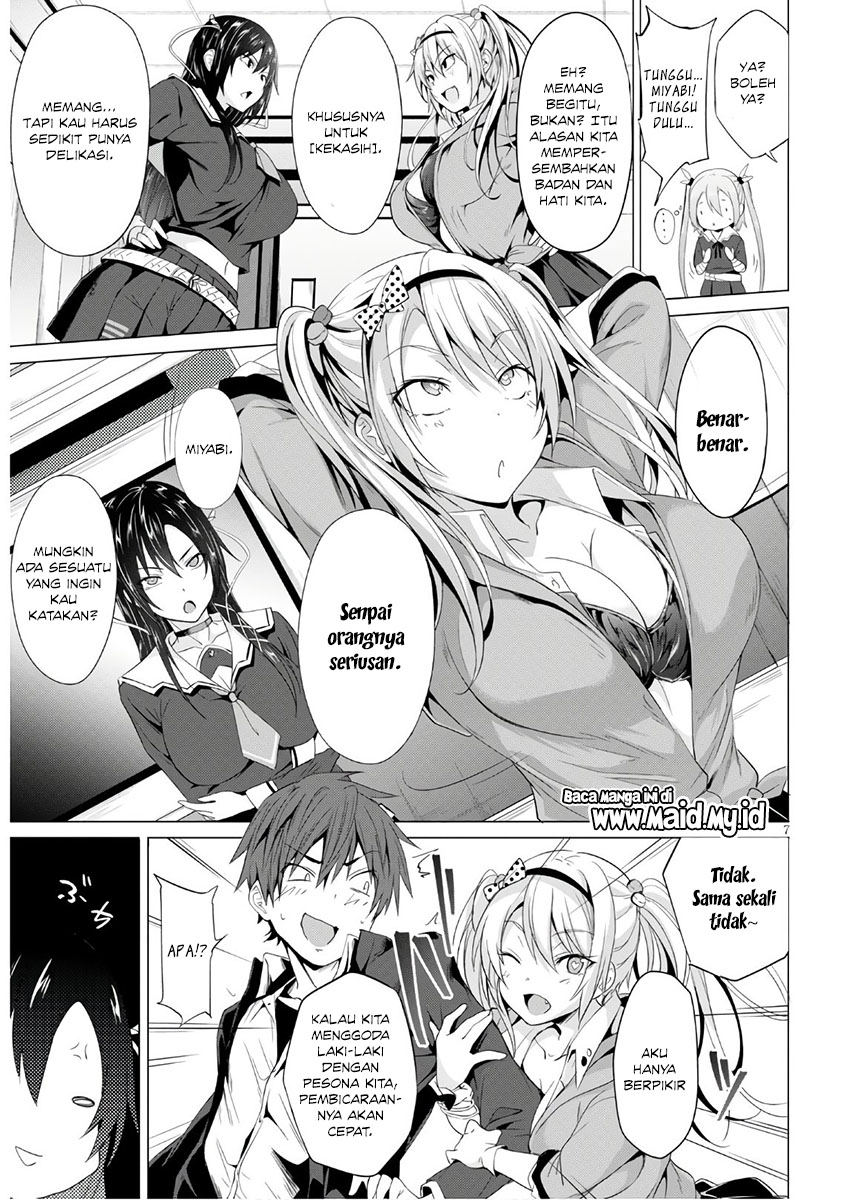 YA?
BOLEH
YA?
TUNGGU...
MIYABI!
TUNGGU
DULU...
...
EH?
MEMANG
BEGITU,
BUKAN? ITU
ALASAN KITA
MEMPER-
SEMBAHKAN
BADAN DAN
HATI KITA.
KHUSUSNYA
UNTUK
[KEKASIH].
MEMANG...
TAPI KAU HARUS
SEDIKIT PUNYA
DELIKASI.
Benar-
benar.
MIYABI.
MUNGKIN
ADA SESUATU
YANG INGIN
KAU
KATAKAN?
Senpai
orangnya
seriusan.
BACA MANGA INI DI
www.Maid.My.id
7
Tidak.
Sama sekali
tidak~
AKU
HANYA
BERPIKIR
APA!?
KALAU KITA
MENGGODA
LAKI-LAKI
DENGAN
PESONA KITA,
PEMBICARAAN-
NYA AKAN
CEPAT.
ぶち